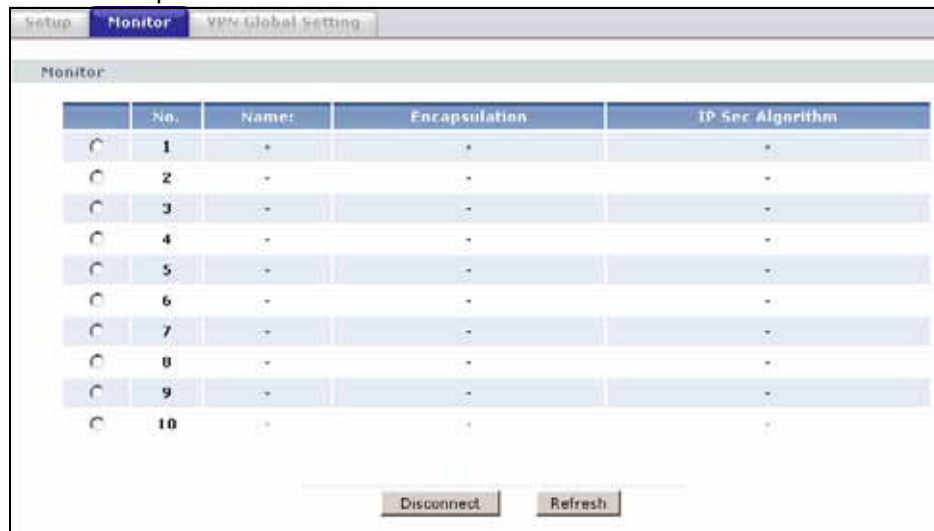 Setup Monitor VPN Global Setting
Monitor
No. Name: Encapsulation IP Sec Algorithm
1 - - -
2 - - -
3 - - -
4 - - -
5 - - -
6 - - -
7 - - -
8 - - -
9 - - -
10 - - -
Disconnect Refresh